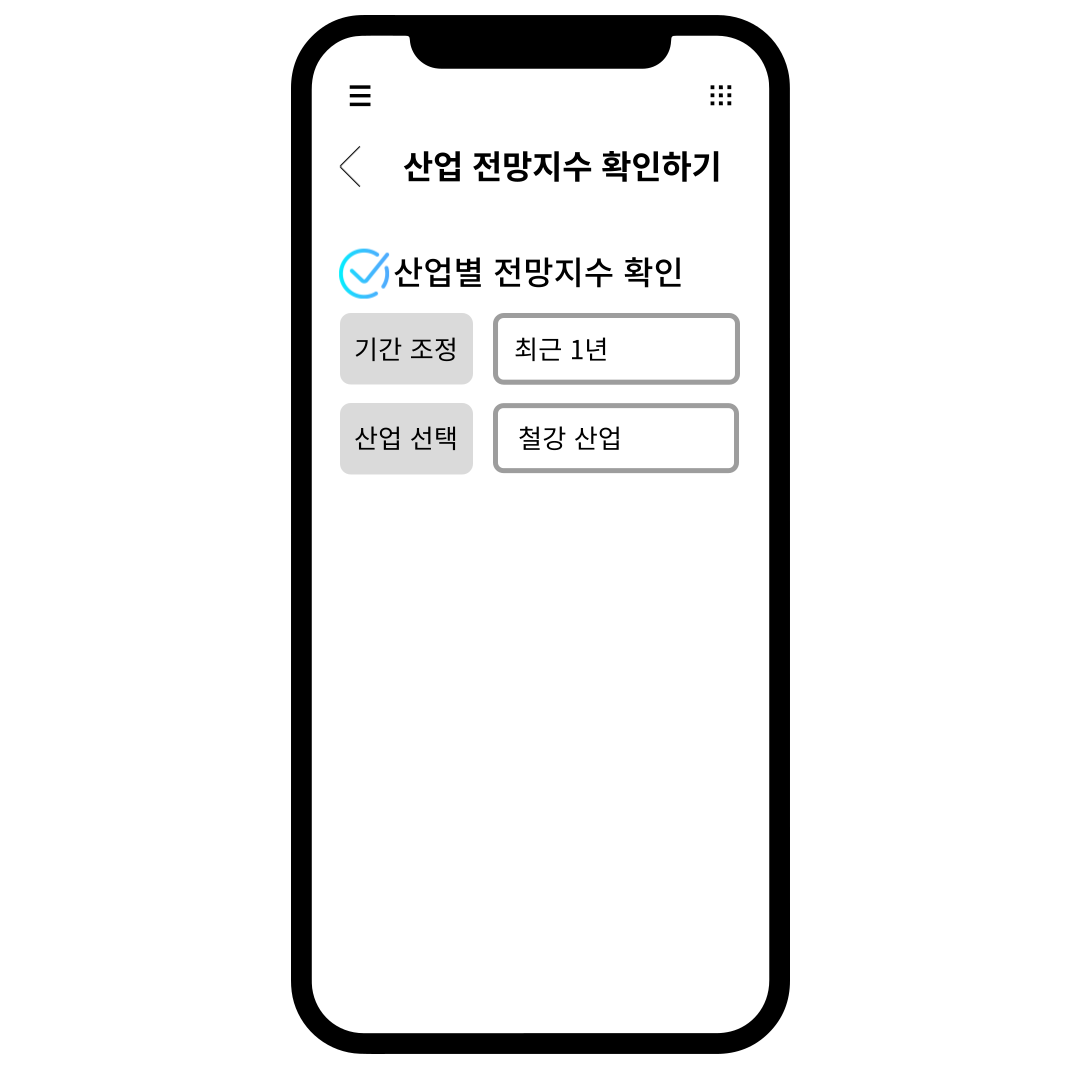 산업 전망지수 확인하기
산업별 전망지수 확인
기간 조정
최근 1년
산업 선택
철강 산업